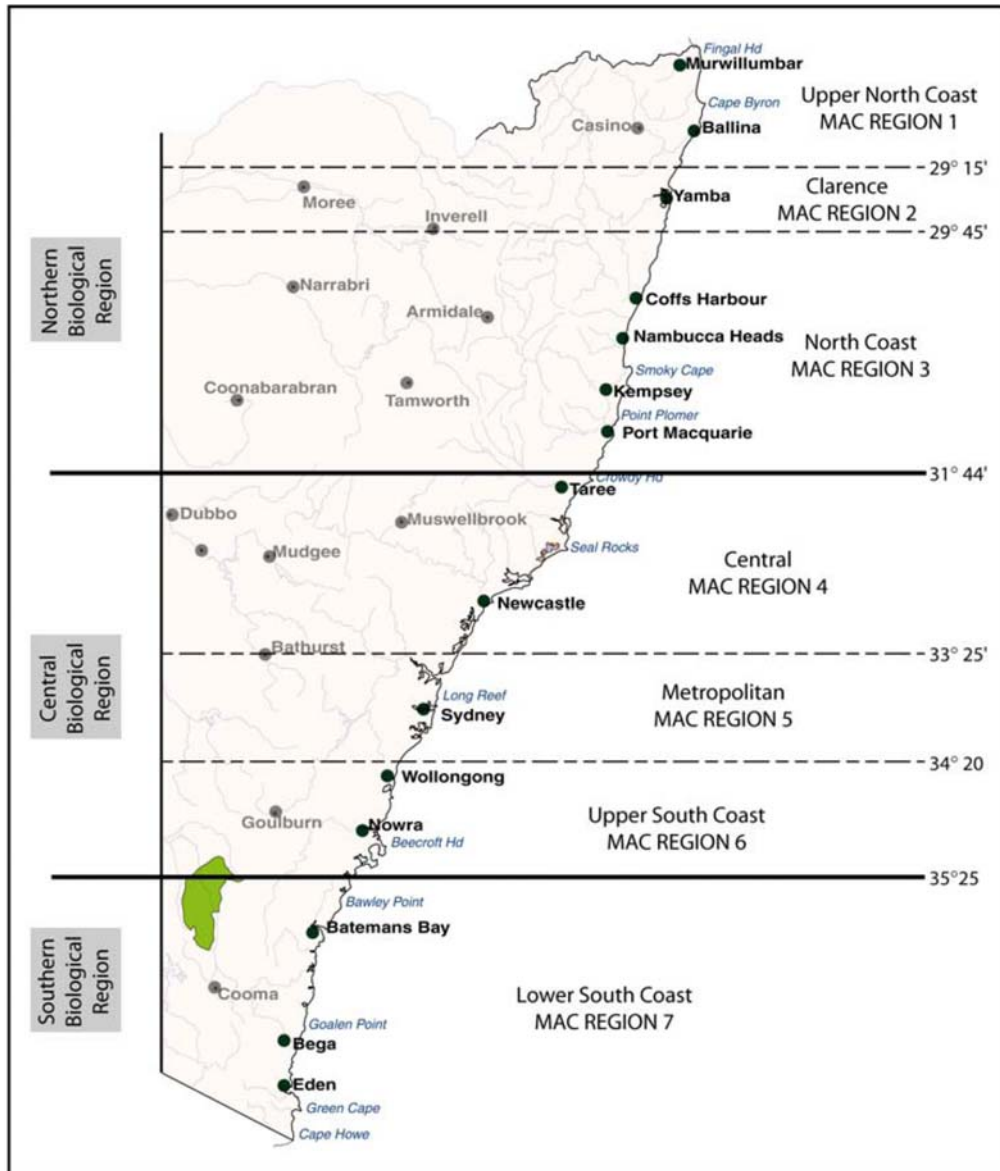 Fingal Hd
Murwillumbar
Upper North Coast
MAC REGION 1
Cape Byron
Casino
Ballina
29° 15'
Clarence
MAC REGION 2
Moree
Yamba
Inverell
29° 45'
Northern
Biological
Region
Narrabri
Coffs Harbour
Armidale
Nambucca Heads
North Coast
MAC REGION 3
Smoky Cape
Coonabarabran
Tamworth
Kempsey
Point Plomer
Port Macquarie
31° 44'
Crowdy Hd
Taree
Dubbo
Muswellbrook
Mudgee
Seal Rocks
Central
MAC REGION 4
Newcastle
Central
Biological
Region
Bathurst
33° 25'
Long Reef
Sydney
Metropolitan
MAC REGION 5
34° 20
Wollongong
Goulburn
Nowra
Beecroft Hd
Upper South Coast
MAC REGION 6
35°25
Bawley Point
Batemans Bay
Southern
Biological
Region
Cooma
Lower South Coast
MAC REGION 7
Goalen Point
Bega
Eden
Green Cape
Cape Howe